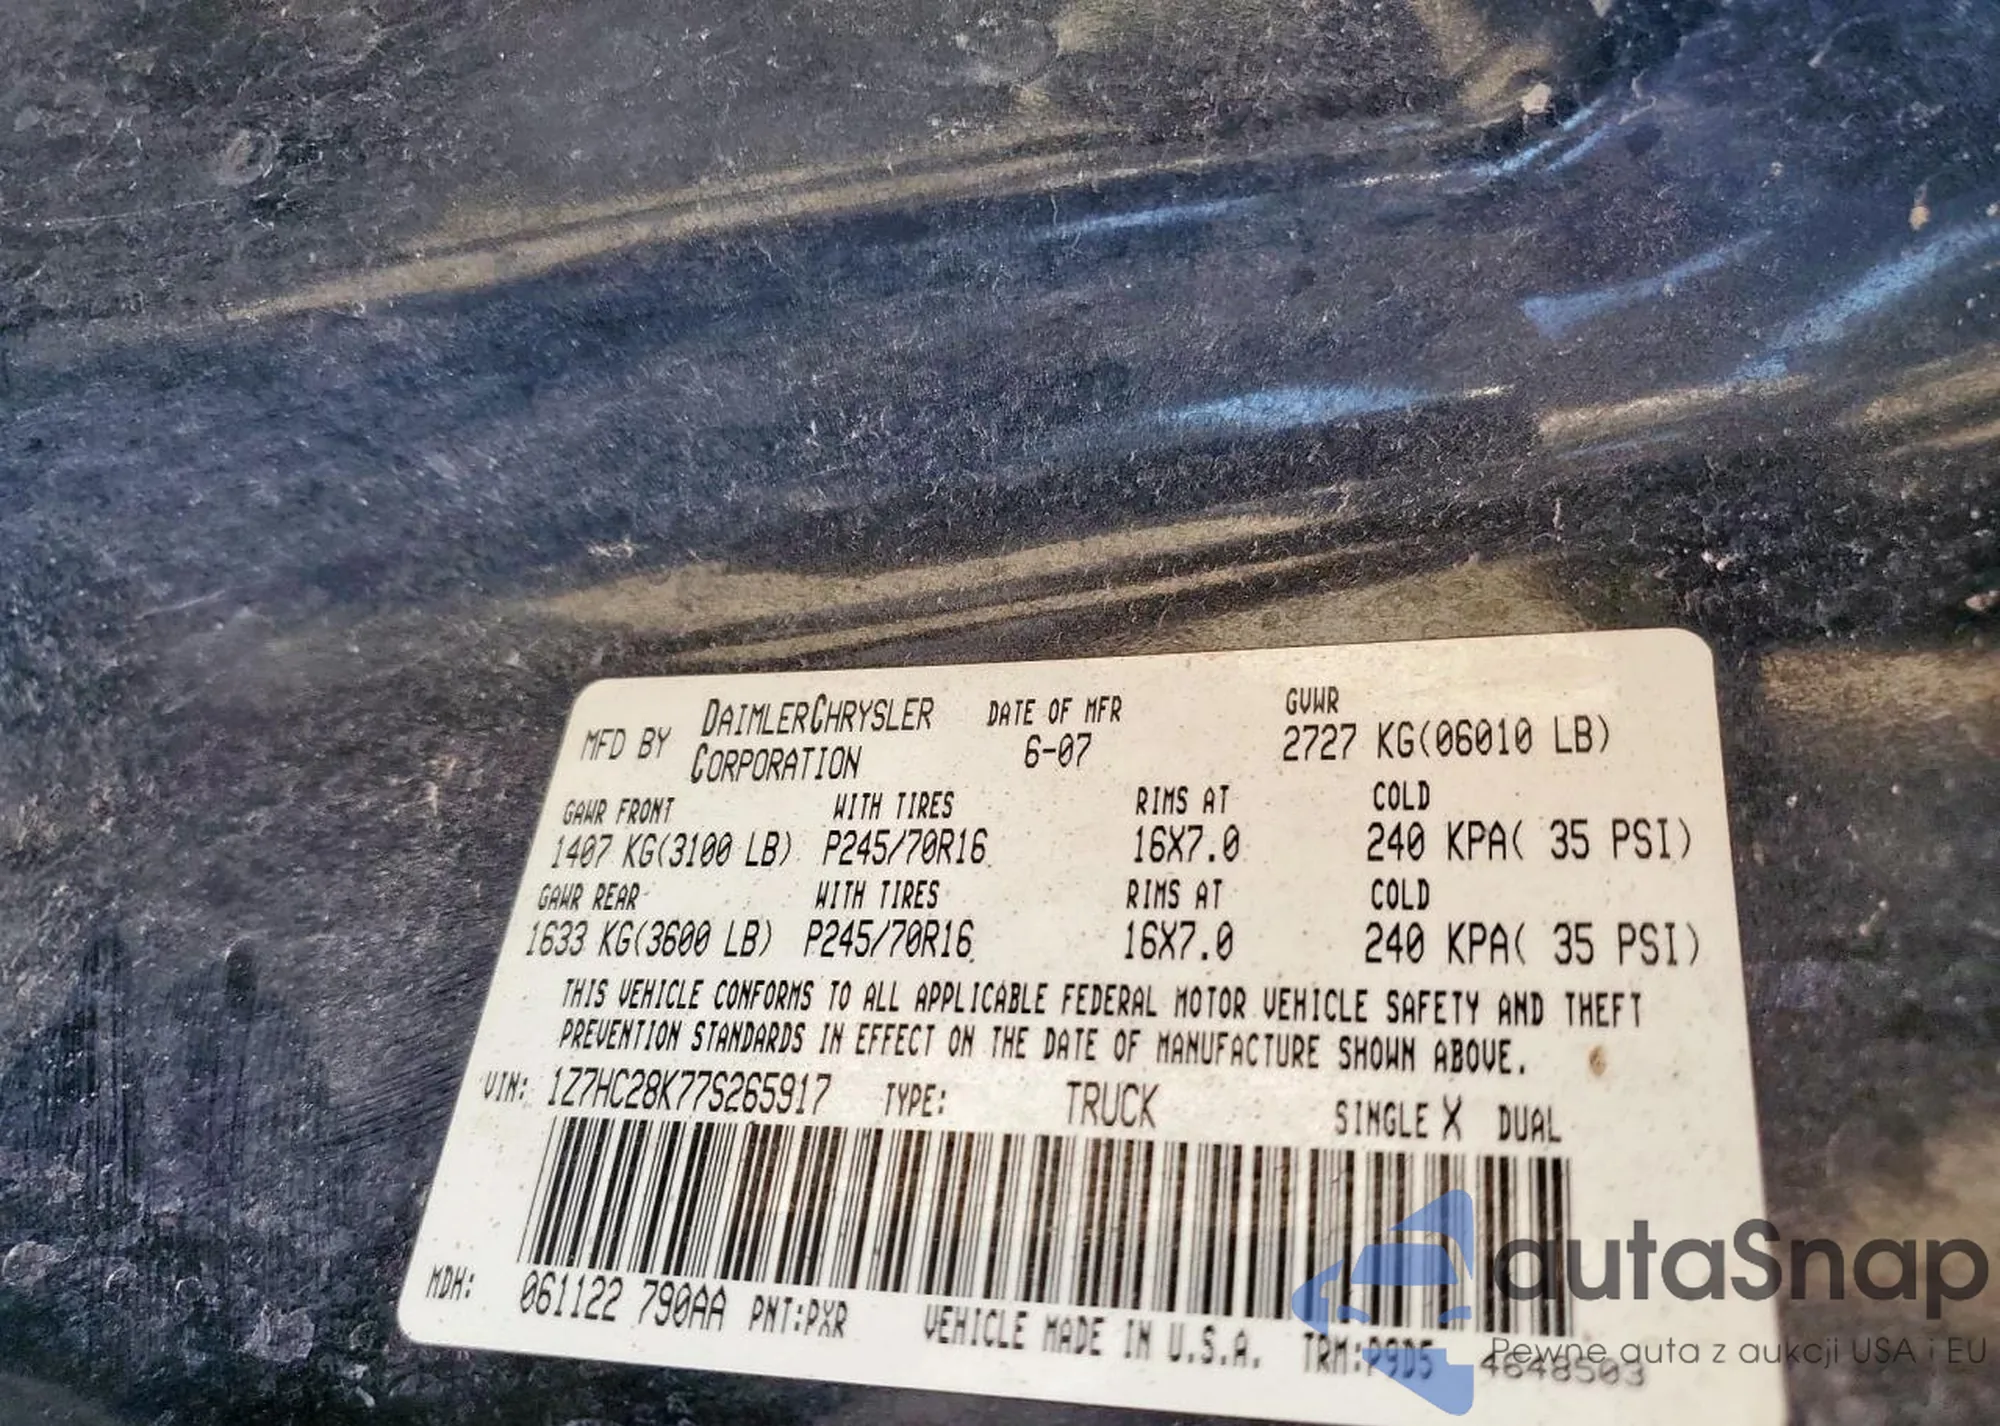 MFD BY DAIMLERCHRYSLER CORPORATION DATE OF MFR 6-07 GVWR 2727 KG(06010 LB)
GAWR FRONT WITH TIRES RIMS AT COLD
1407 KG(3100 LB) P245/70R16 16X7.0 240 KPA( 35 PSI)
GAWR REAR WITH TIRES RIMS AT COLD
1633 KG(3600 LB) P245/70R16 16X7.0 240 KPA( 35 PSI)
THIS VEHICLE CONFORMS TO ALL APPLICABLE FEDERAL MOTOR VEHICLE SAFETY AND THEFT
PREVENTION STANDARDS IN EFFECT ON THE DATE OF MANUFACTURE SHOWN ABOVE.
VIN: 1Z7HC28K77S265917 TYPE: TRUCK SINGLE X DUAL
MDH: 061122 790AA PNT:PXR VEHICLE MADE IN U.S.A. TRM:P9D5 4648503
autaSnap
Pewne auta z aukcji USA i EU